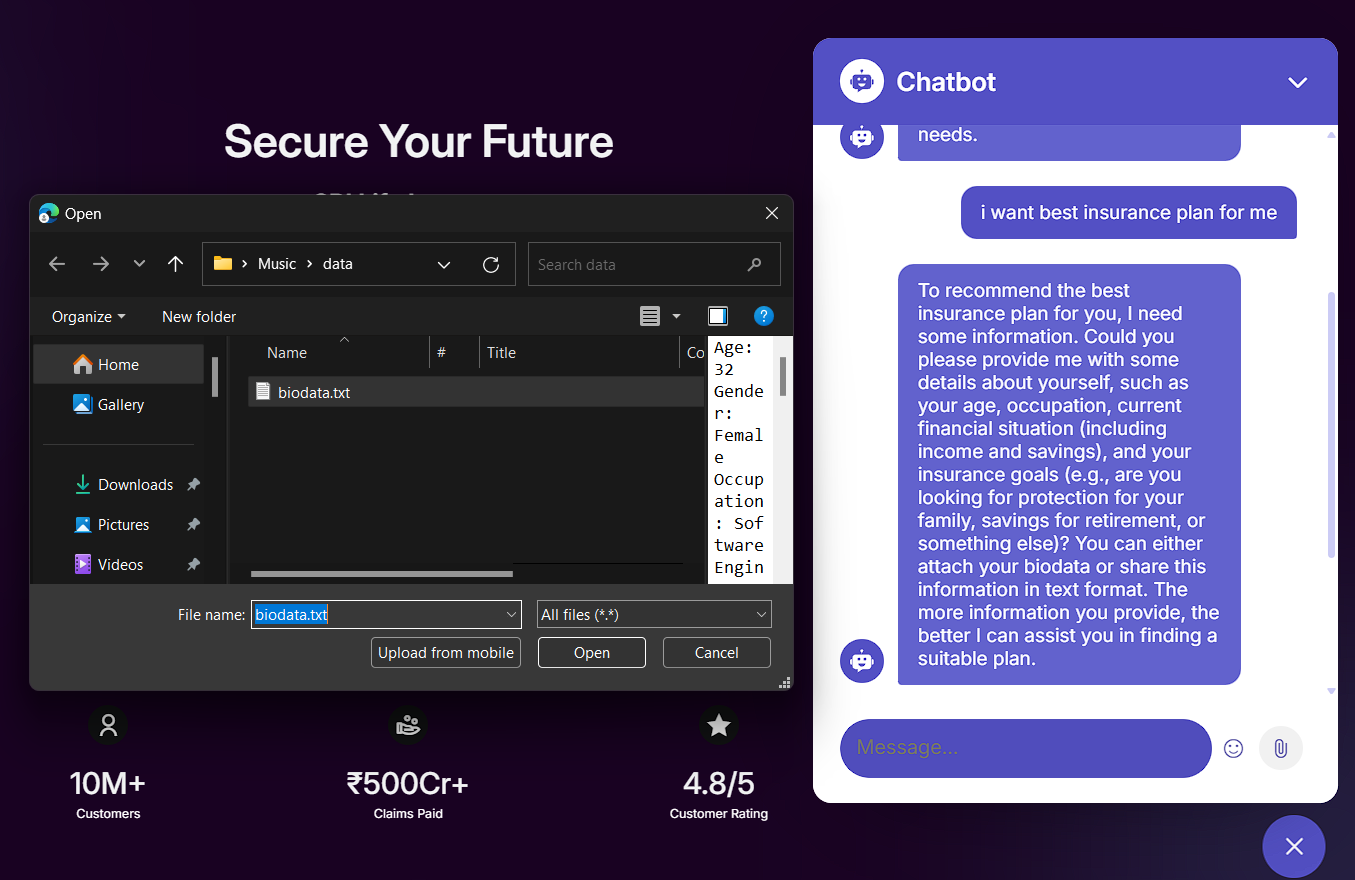 Secure Your Future
Open
Music
data
Search data
Organize
New folder
?
Name
#
Title
Co
Home
Gallery
Downloads
Pictures
Videos
biodata.txt
Age:
32
Gende
r:
Femal
e
Occup
ation
: Sof
tware
Engin
File name:
biodata.txt
All files (*.*)
Upload from mobile
Open
Cancel
10M+
Customers
₹500Cr+
Claims Paid
4.8/5
Customer Rating
Chatbot
needs.
i want best insurance plan for me
To recommend the best
insurance plan for you, I need
some information. Could you
please provide me with some
details about yourself, such as
your age, occupation, current
financial situation (including
income and savings), and your
insurance goals (e.g., are you
looking for protection for your
family, savings for retirement, or
something else)? You can either
attach your biodata or share this
information in text format. The
more information you provide, the
better I can assist you in finding a
suitable plan.
Message...